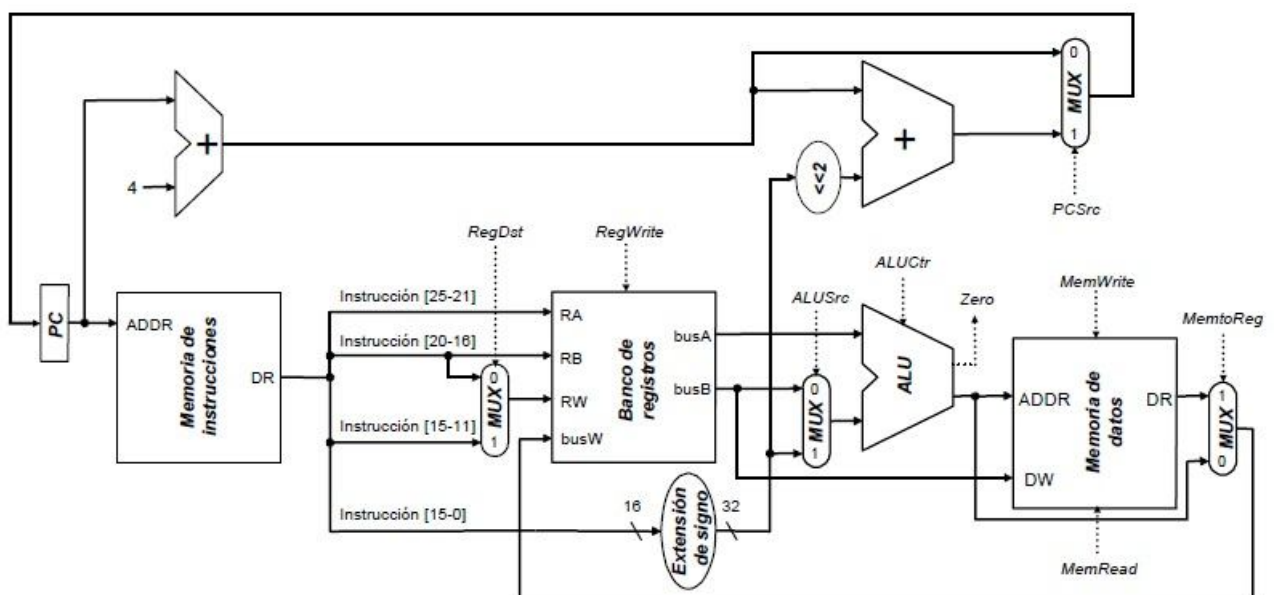 0
MUX
1
+
4
+
<<2
PCSrc
RegDst
RegWrite
ALUSrc
ALUCtr
Zero
MemWrite
MemtoReg
PC
ADDR
Memoria de
instrucciones
DR
Instrucción [25-21]
Instrucción [20-16]
Instrucción [15-11]
Instrucción [15-0]
0
MUX
1
RA
RB
RW
busW
Banco de
registros
busA
busB
0
MUX
1
ALU
ADDR
DW
Memoria de
datos
DR
1
MUX
0
16
Extensión
de signo
32
MemRead